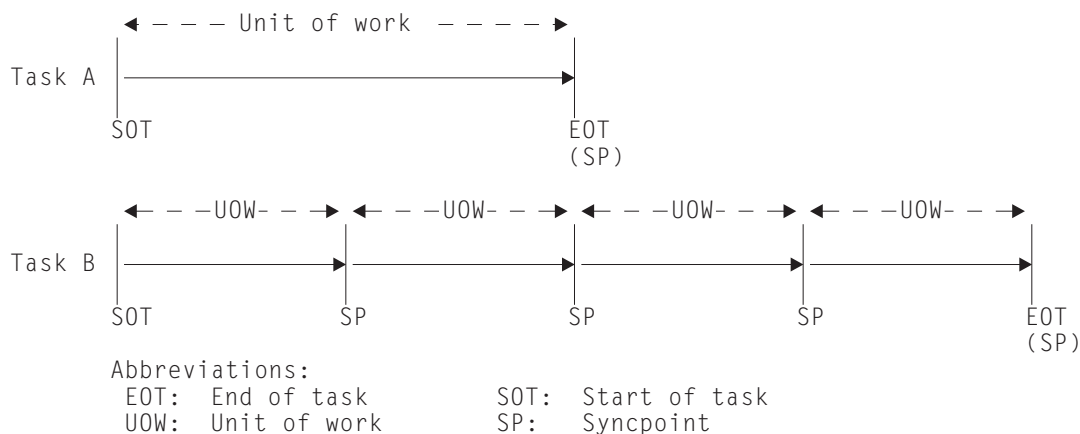 Unit of work
Task A
SOT EOT
(SP)
UOW UOW UOW UOW
Task B
SOT SP SP SP EOT
(SP)
Abbreviations:
EOT: End of task SOT: Start of task
UOW: Unit of work SP: Syncpoint